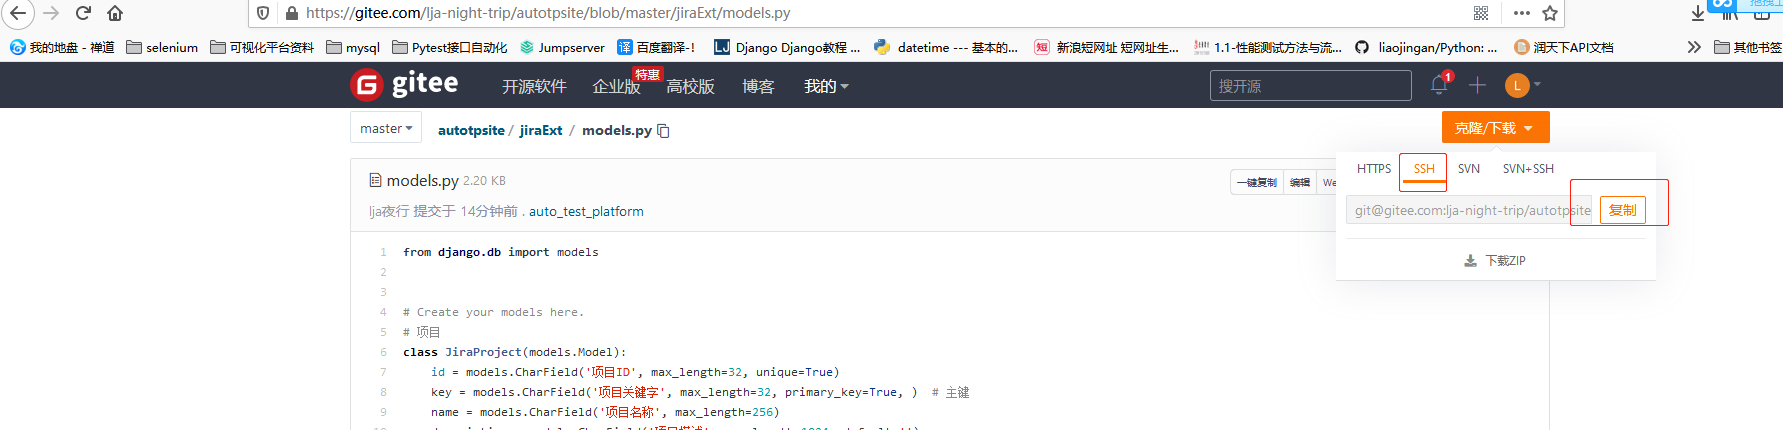 https://gitee.com/lja-night-trip/autotpsite/blob/master/jiraExt/models.py
我的地盘 - 禅道 selenium 可视化平台资料 mysql Pytest接口自动化 Jumpserver 译 百度翻译-! LJ Django Django教程 ... datetime --- 基本的... 短 新浪短网址 短网址生... 1.1-性能测试方法与流... liaojingan/Python: ... 润天下API文档 其他书签
G gitee 开源软件 企业版 特惠 高校版 博客 我的 搜开源 1 L
master autotpsite / jiraExt / models.py 克隆/下载
HTTPS SSH SVN SVN+SSH
models.py 2.20 KB 一键复制 编辑 We
git@gitee.com:lja-night-trip/autotpsite 复制
lja夜行 提交于 14分钟前 . auto_test_platform
下载ZIP
1 from django.db import models
2
3
4 # Create your models here.
5 # 项目
6 class JiraProject(models.Model):
7 id = models.CharField('项目ID', max_length=32, unique=True)
8 key = models.CharField('项目关键字', max_length=32, primary_key=True, ) # 主键
9 name = models.CharField('项目名称', max_length=256)